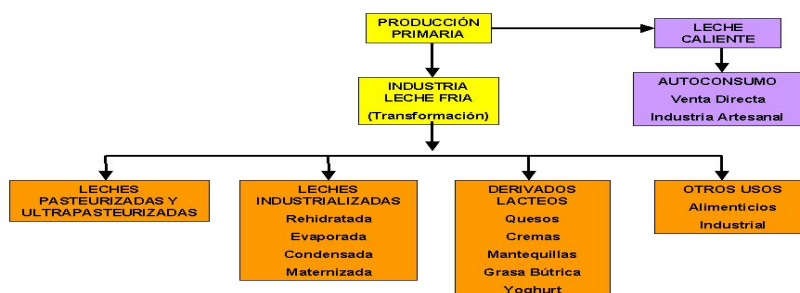 PRODUCCIÓN
PRIMARIA
LECHE
CALIENTE
INDUSTRIA
LECHE FRIA
(Transformación)
AUTOCONSUMO
Venta Directa
Industria Artesanal
LECHES
PASTEURIZADAS Y
ULTRAPASTEURIZADAS
LECHES
INDUSTRIALIZADAS
Rehidratada
Evaporada
Condensada
Maternizada
DERIVADOS
LACTEOS
Quesos
Cremas
Mantequillas
Grasa Bútrica
Yoghurt
OTROS USOS
Alimenticios
Industrial